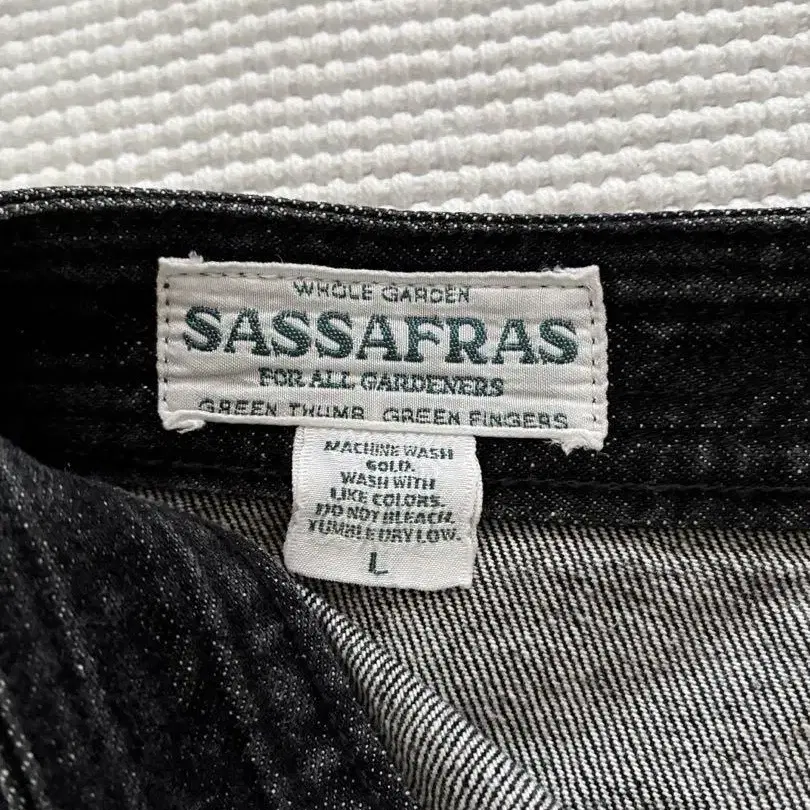 WHOLE GARDEN
SASSAFRAS
FOR ALL GARDENERS
GREEN THUMB GREEN FINGERS
MACHINE WASH
COLD.
WASH WITH
LIKE COLORS.
DO NOT BLEACH.
TUMBLE DRY LOW.
L